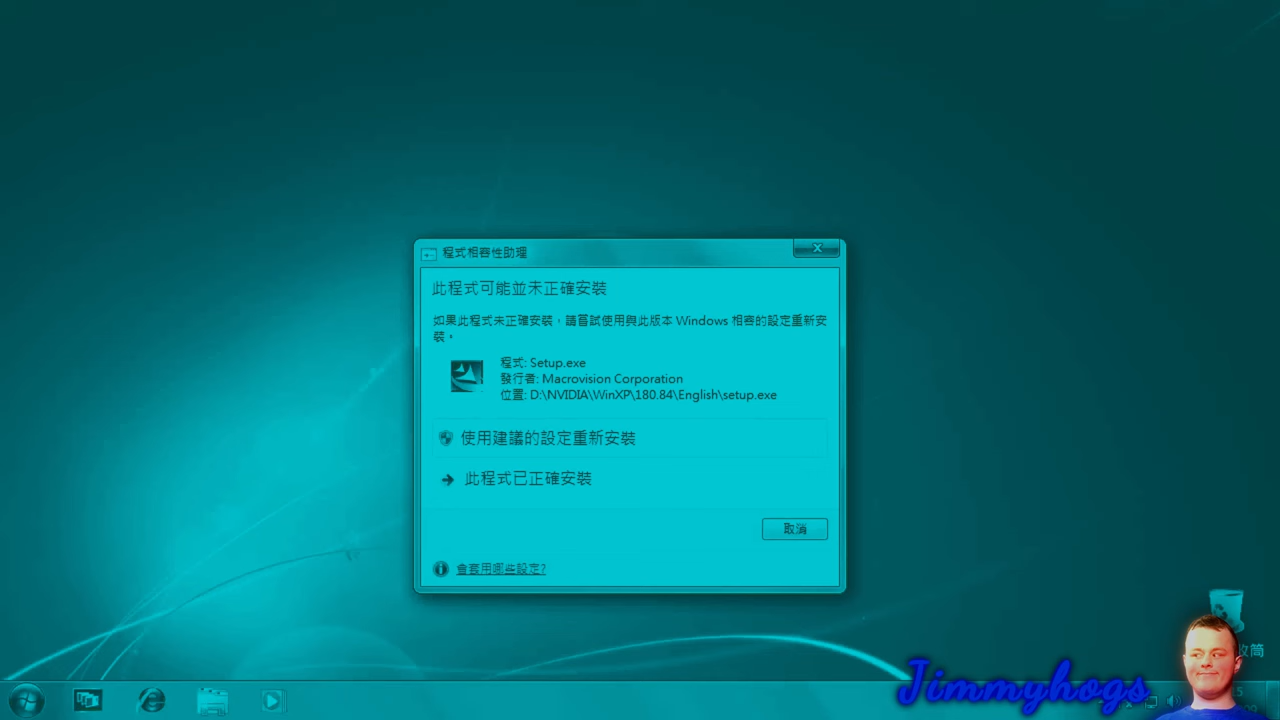 程式相容性助理
此程式可能並未正確安裝
如果此程式未正確安裝，請嘗試使用與此版本 Windows 相容的設定重新安
裝。
程式: Setup.exe
發行者: Macrovision Corporation
位置: D:\NVIDIA\WinXP\180.84\English\setup.exe
使用建議的設定重新安裝
此程式已正確安裝
取消
會套用哪些設定?
Jimmyhogs